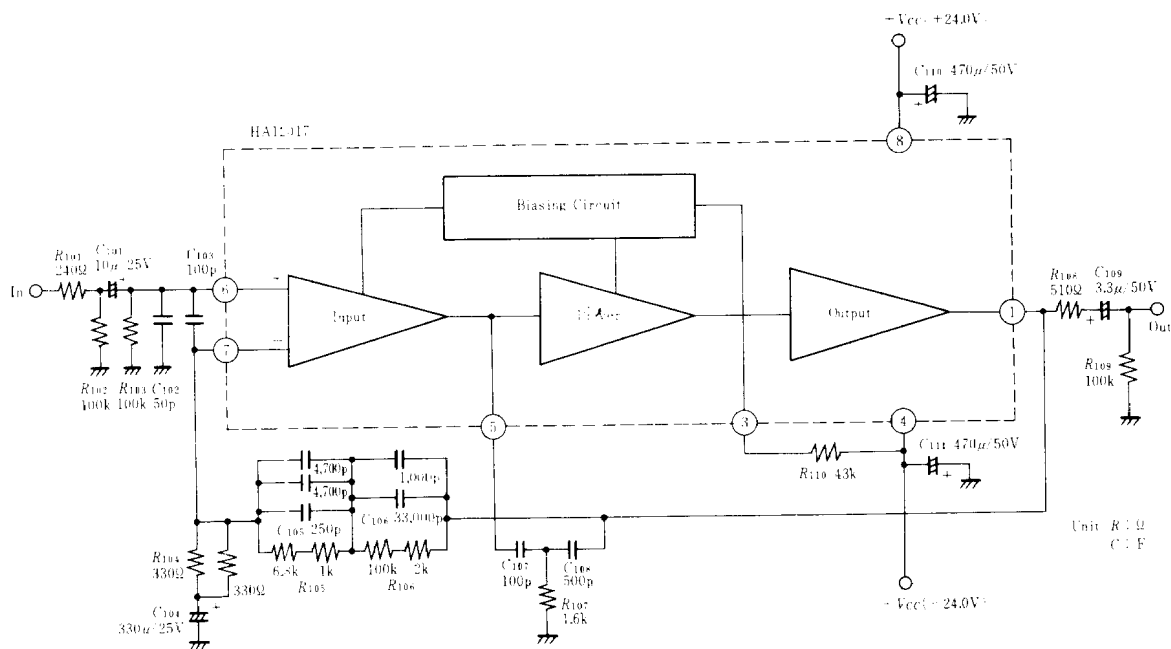 -Vcc(+24.0V)
C110 470μ/50V
+
HA12017
8
Biasing Circuit
R101
240Ω
C101
10μ 25V
+
C103
100p
In
6
Input
Output
1
R108
510Ω
C109
3.3μ/50V
+
Out
7
R102
100k
R103
100k
C102
50p
R109
100k
5
3
4
C111 470μ/50V
+
R110 43k
4,700p
1,000p
4,700p
C105 250p
C106 33,000p
6.8k
1k
100k
2k
R105
R106
R104
330Ω
330Ω
C104
330μ/25V
+
C107
100p
C108
500p
R107
1.6k
Unit R : Ω
C : F
-Vcc(-24.0V)